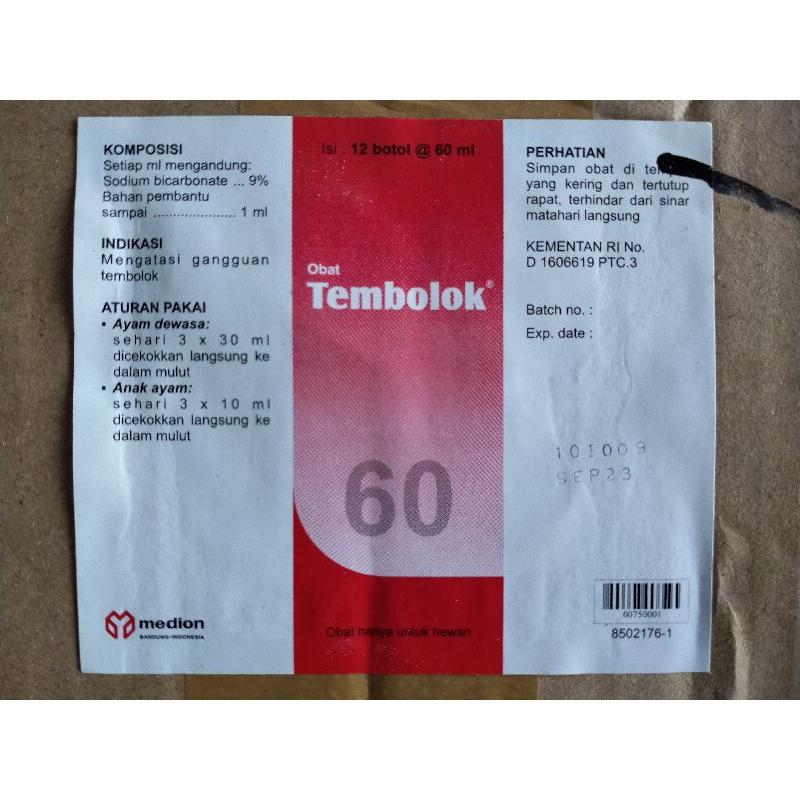 KOMPOSISI
Setiap ml mengandung:
Sodium bicarbonate ... 9%
Bahan pembantu
sampai ..................... 1 ml
INDIKASI
Mengatasi gangguan
tembolok
ATURAN PAKAI
▪ Ayam dewasa:
sehari 3 x 30 ml
dicekokkan langsung ke
dalam mulut
▪ Anak ayam:
sehari 3 x 10 ml
dicekokkan langsung ke
dalam mulut
medion
BANDUNG-INDONESIA
Isi : 12 botol @ 60 ml
Obat
Tembolok®
60
Obat hanya untuk hewan
PERHATIAN
Simpan obat di
yang kering dan tertutup
rapat, terhindar dari sinar
matahari langsung
KEMENTAN RI No.
D 1606619 PTC.3
Batch no. :
Exp. date :
101009
SEP23
00750001
8502176-1